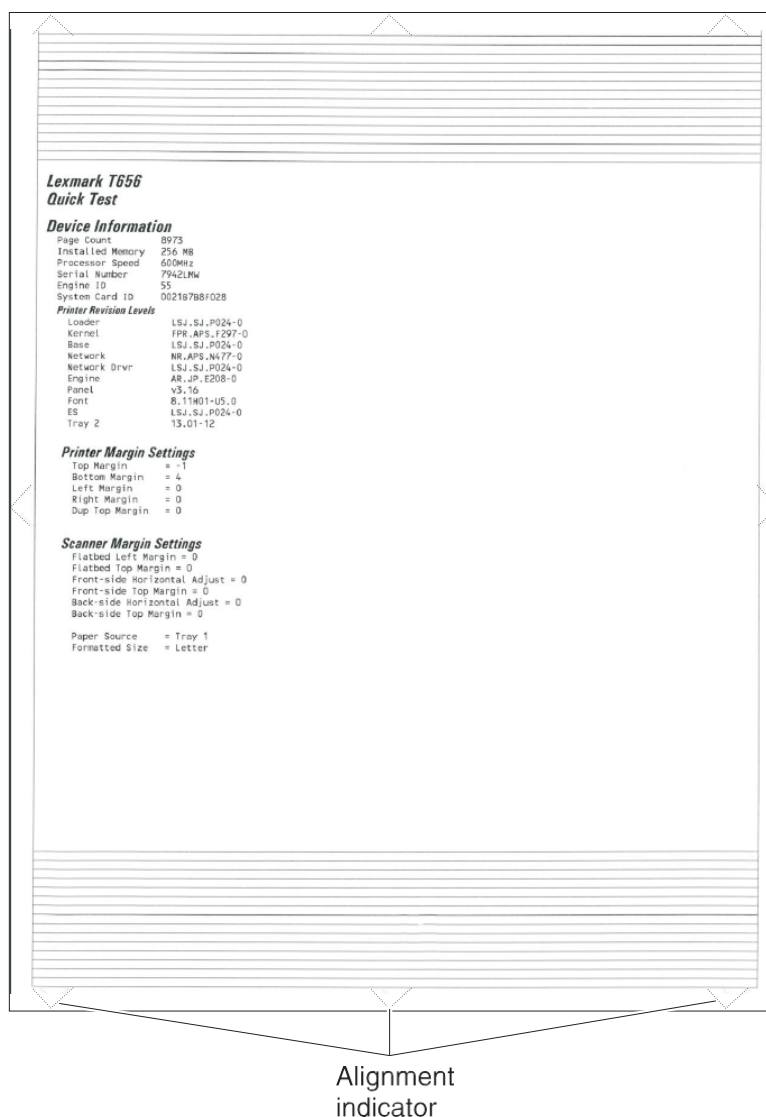 Lexmark T656
Quick Test
Device Information
Page Count 8973
Installed Memory 256 MB
Processor Speed 600MHz
Serial Number 7942LMW
Engine ID 55
System Card ID 0021B7B8F028
Printer Revision Levels
Loader LSJ.SJ.P024-0
Kernel FPR.APS.F297-0
Base LSJ.SJ.P024-0
Network NR.APS.N477-0
Network Drvr LSJ.SJ.P024-0
Engine AR.JP.E208-0
Panel v3.16
Font 8.11H01-U5.0
ES LSJ.SJ.P024-0
Tray 2 13.01-12
Printer Margin Settings
Top Margin = -1
Bottom Margin = 4
Left Margin = 0
Right Margin = 0
Dup Top Margin = 0
Scanner Margin Settings
Flatbed Left Margin = 0
Flatbed Top Margin = 0
Front-side Horizontal Adjust = 0
Front-side Top Margin = 0
Back-side Horizontal Adjust = 0
Back-side Top Margin = 0
Paper Source = Tray 1
Formatted Size = Letter
Alignment
indicator